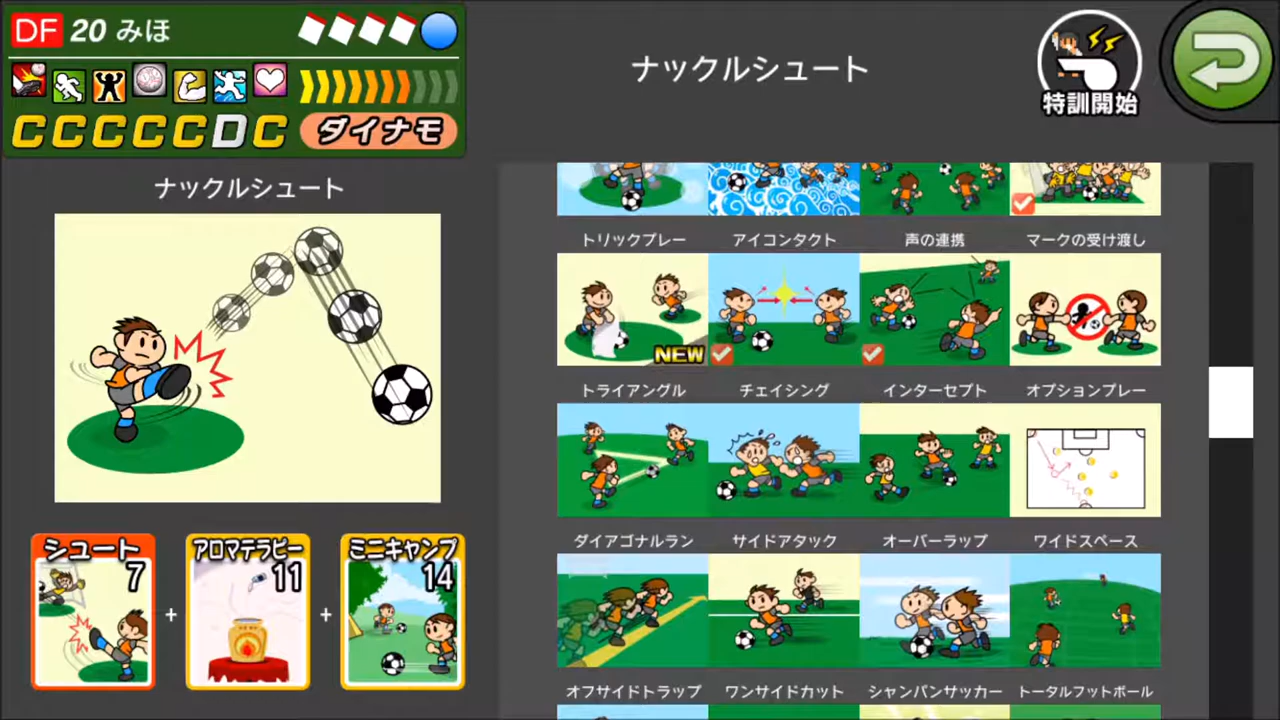 DF 20 みほ
C C C C C D C ダイナモ
ナックルシュート
特訓開始
ナックルシュート
シュート 7
+
アロマテラピー 11
+
ミニキャンプ 14
トリックプレー アイコンタクト 声の連携 マークの受け渡し
NEW
トライアングル チェイシング インターセプト オプションプレー
ダイアゴナルラン サイドアタック オーバーラップ ワイドスペース
オフサイドトラップ ワンサイドカット シャンパンサッカー トータルフットボール